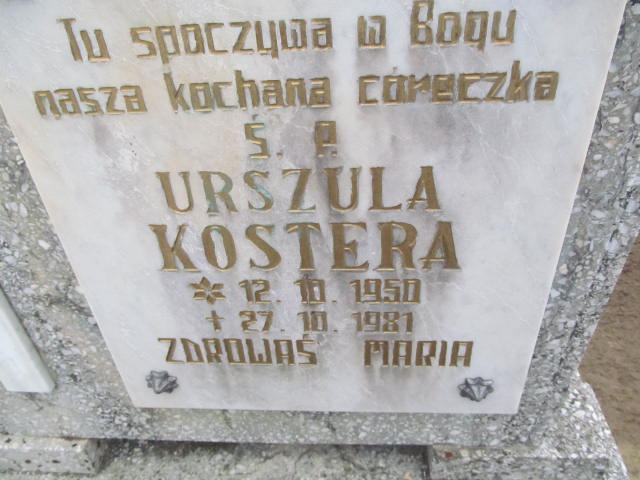 Tu spoczywa w Bogu
nasza kochana córeczka
Ś. P.
URSZULA
KOSTERA
* 12. 10. 1950
† 27. 10. 1981
ZDROWAŚ MARIA